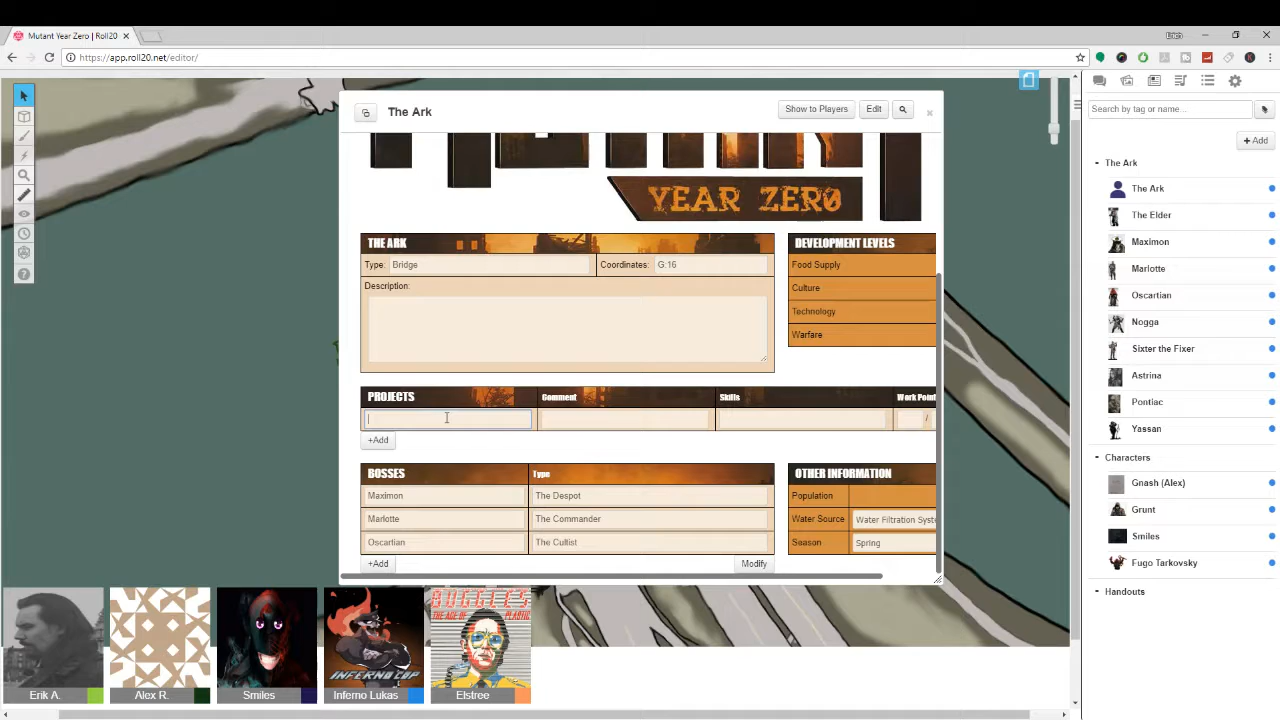 Mutant Year Zero | Roll20
https://app.roll20.net/editor/
The Ark
Show to Players
Edit
YEAR ZERO
THE ARK
Type: Bridge
Coordinates: G:16
Description:
DEVELOPMENT LEVELS
Food Supply
Culture
Technology
Warfare
PROJECTS
Comment
Skills
Work Point
/
+Add
BOSSES
Type
Maximon
The Despot
Marlotte
The Commander
Oscartian
The Cultist
+Add
Modify
OTHER INFORMATION
Population
Water Source
Water Filtration Syst
Season
Spring
Search by tag or name...
+ Add
The Ark
The Ark
The Elder
Maximon
Marlotte
Oscartian
Nogga
Sixter the Fixer
Astrina
Pontiac
Yassan
Characters
Gnash (Alex)
Grunt
Smiles
Fugo Tarkovsky
Handouts
Erik A.
Alex R.
Smiles
INFERNO COP
Inferno Lukas
BUGGLES
THE AGE OF PLASTIC
Elstree